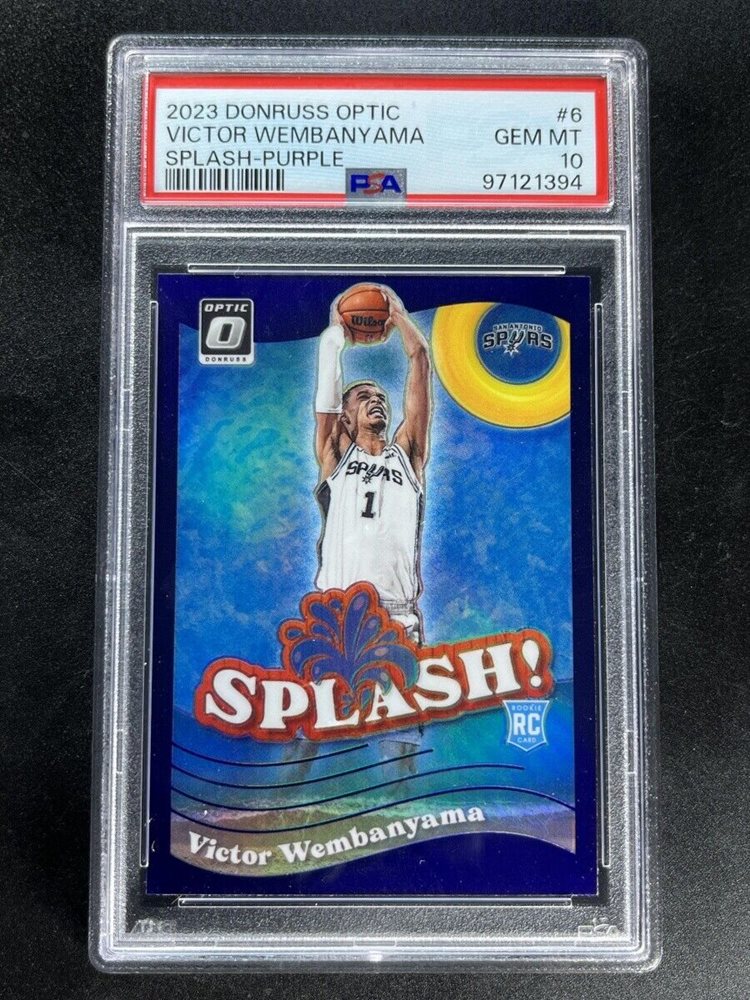 2023 DONRUSS OPTIC #6
VICTOR WEMBANYAMA GEM MT
SPLASH-PURPLE 10
PSA 97121394
OPTIC
O
DONRUSS
Wilson
SAN ANTONIO
SPURS
SPURS
1
SPLASH!
ROOKIE
RC
CARD
Victor Wembanyama
PSA